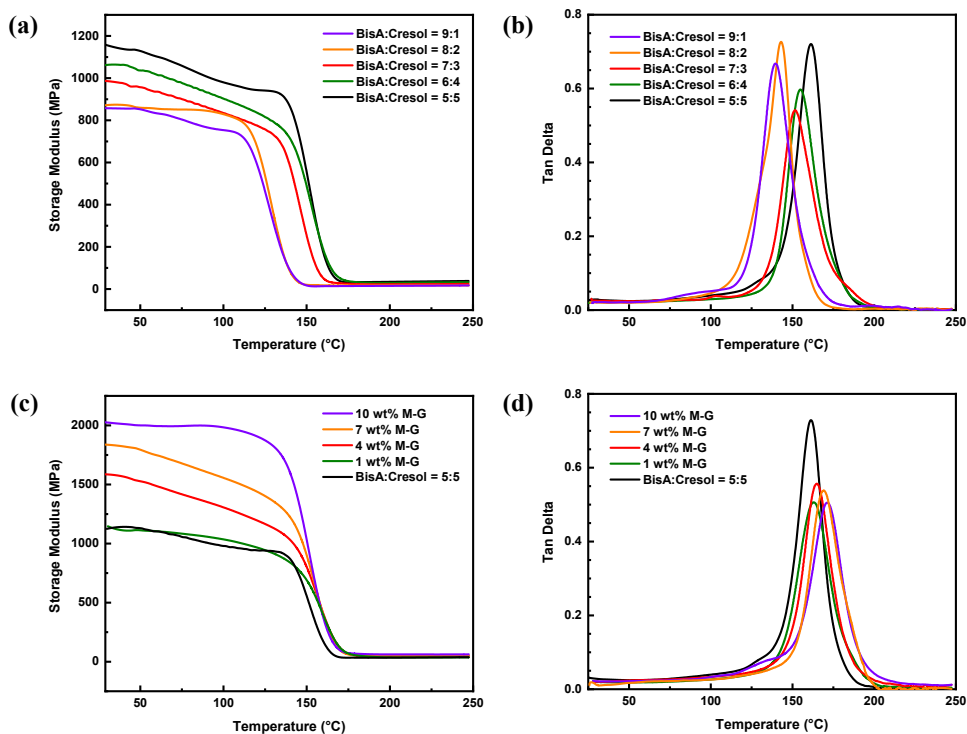 (a)
Storage Modulus (MPa)
1200
1000
800
600
400
200
0
BisA:Cresol = 9:1
BisA:Cresol = 8:2
BisA:Cresol = 7:3
BisA:Cresol = 6:4
BisA:Cresol = 5:5
50 100 150 200 250
Temperature (°C)
(b)
Tan Delta
0.8
0.6
0.4
0.2
0.0
BisA:Cresol = 9:1
BisA:Cresol = 8:2
BisA:Cresol = 7:3
BisA:Cresol = 6:4
BisA:Cresol = 5:5
50 100 150 200 250
Temperature (°C)
(c)
Storage Modulus (MPa)
2000
1500
1000
500
0
10 wt% M-G
7 wt% M-G
4 wt% M-G
1 wt% M-G
BisA:Cresol = 5:5
50 100 150 200 250
Temperature (°C)
(d)
Tan Delta
0.8
0.6
0.4
0.2
0.0
10 wt% M-G
7 wt% M-G
4 wt% M-G
1 wt% M-G
BisA:Cresol = 5:5
50 100 150 200 250
Temperature (°C)